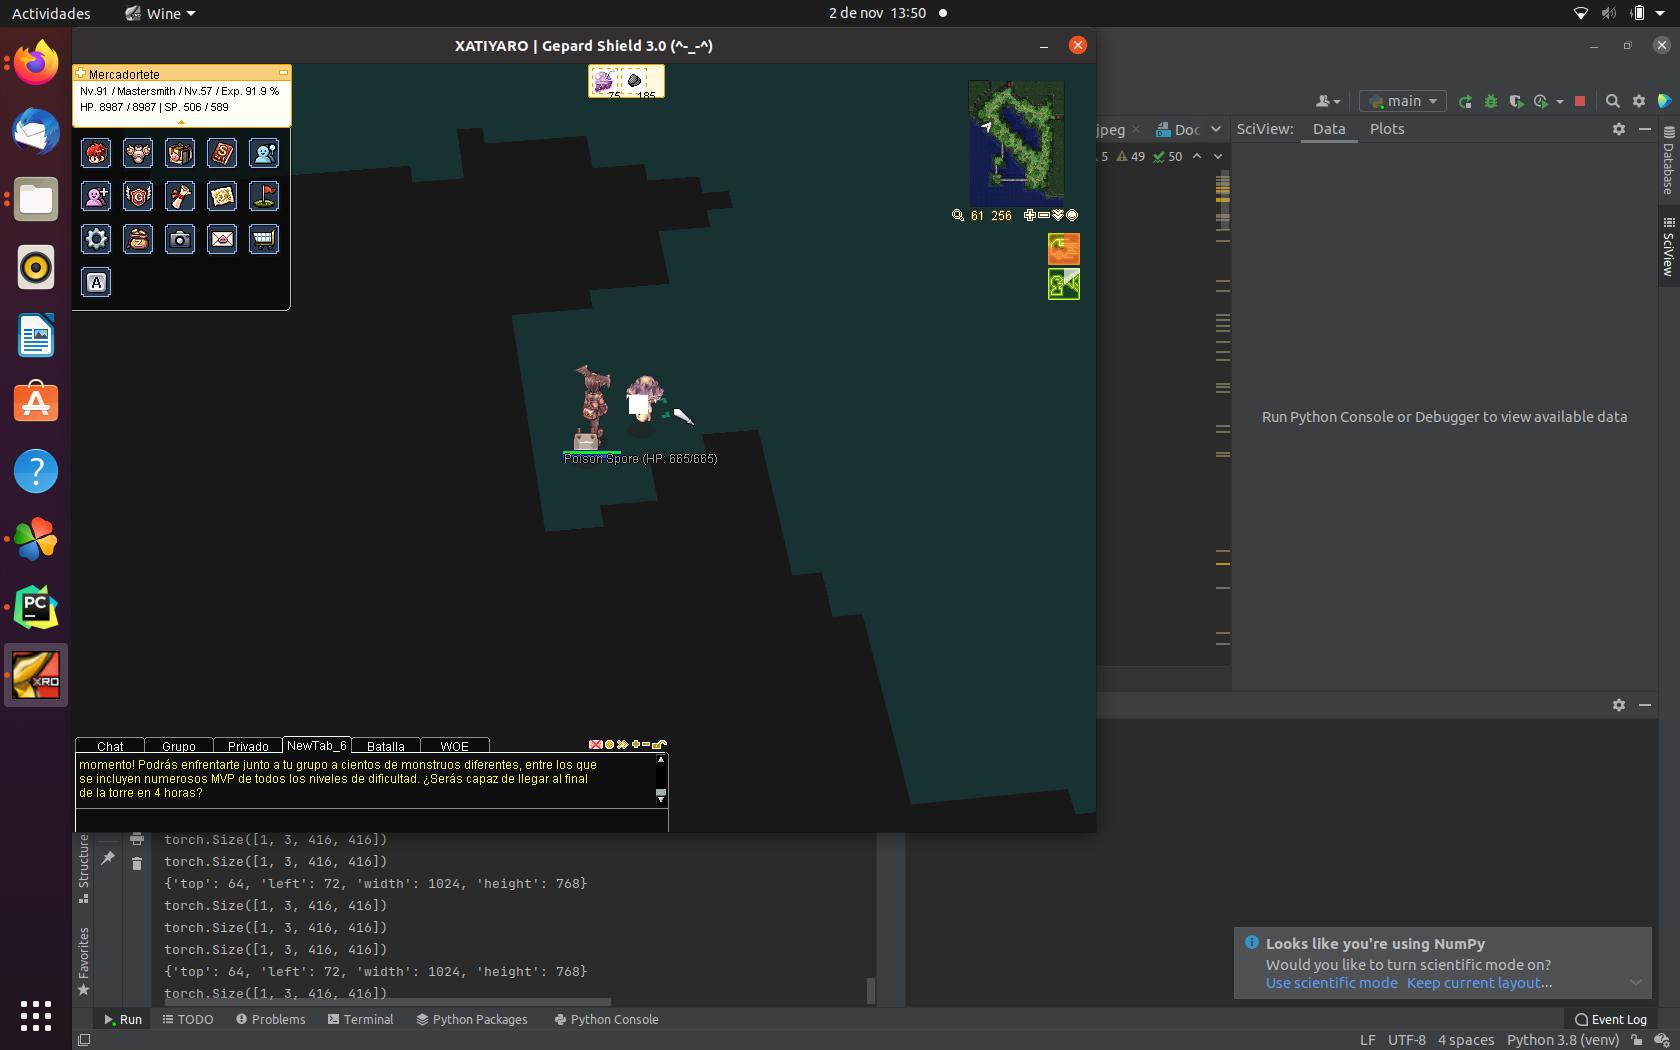 Actividades
Wine
2 de nov  13:50
XATIYARO | Gepard Shield 3.0 (^-_-^)
Mercadortete
Nv.91 / Mastersmith / Nv.57 / Exp. 91.9 %
HP. 8987 / 8987 | SP. 506 / 589
75
185
61  256
Poison Spore (HP: 665/665)
main
jpeg
Doc
SciView:
Data
Plots
5
49
50
Database
SciView
Run Python Console or Debugger to view available data
Chat
Grupo
Privado
NewTab_6
Batalla
WOE
momento! Podrás enfrentarte junto a tu grupo a cientos de monstruos diferentes, entre los que
se incluyen numerosos MVP de todos los niveles de dificultad. ¿Serás capaz de llegar al final
de la torre en 4 horas?
torch.Size([1, 3, 416, 416])
torch.Size([1, 3, 416, 416])
{'top': 64, 'left': 72, 'width': 1024, 'height': 768}
torch.Size([1, 3, 416, 416])
torch.Size([1, 3, 416, 416])
torch.Size([1, 3, 416, 416])
{'top': 64, 'left': 72, 'width': 1024, 'height': 768}
torch.Size([1, 3, 416, 416])
Structure
Favorites
Looks like you're using NumPy
Would you like to turn scientific mode on?
Use scientific mode  Keep current layout...
Run
TODO
Problems
Terminal
Python Packages
Python Console
Event Log
LF  UTF-8  4 spaces  Python 3.8 (venv)
PC
XRO
A